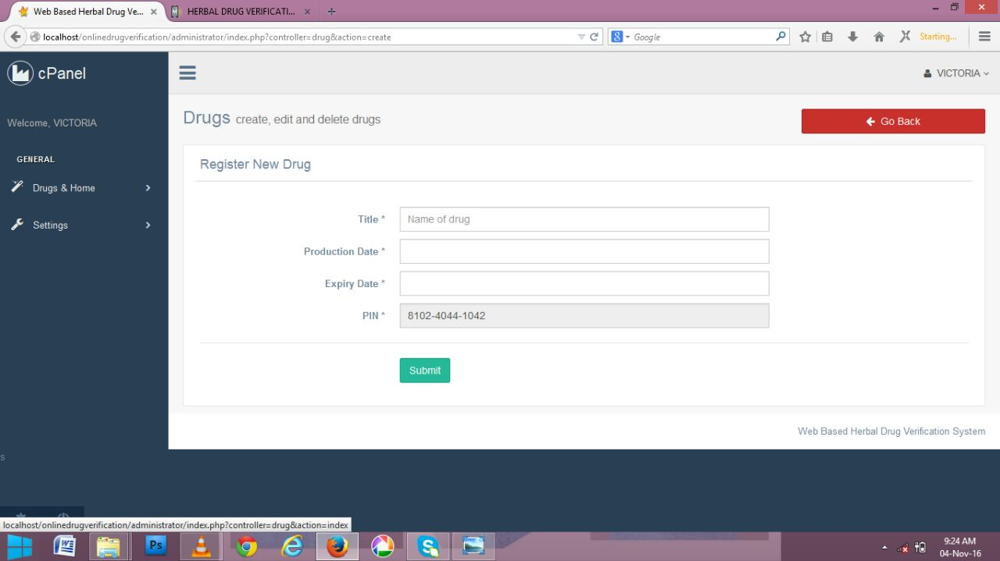 Web Based Herbal Drug Ve...
HERBAL DRUG VERIFICATI...
localhost/onlinedrugverification/administrator/index.php?controller=drug&action=create
8
Google
Starting...
cPanel
VICTORIA
Welcome, VICTORIA
Drugs create, edit and delete drugs
Go Back
GENERAL
Drugs & Home
Settings
Register New Drug
Title *
Name of drug
Production Date *
Expiry Date *
PIN *
8102-4044-1042
Submit
Web Based Herbal Drug Verification System
s
localhost/onlinedrugverification/administrator/index.php?controller=drug&action=index
W
Ps
S
9:24 AM
04-Nov-16